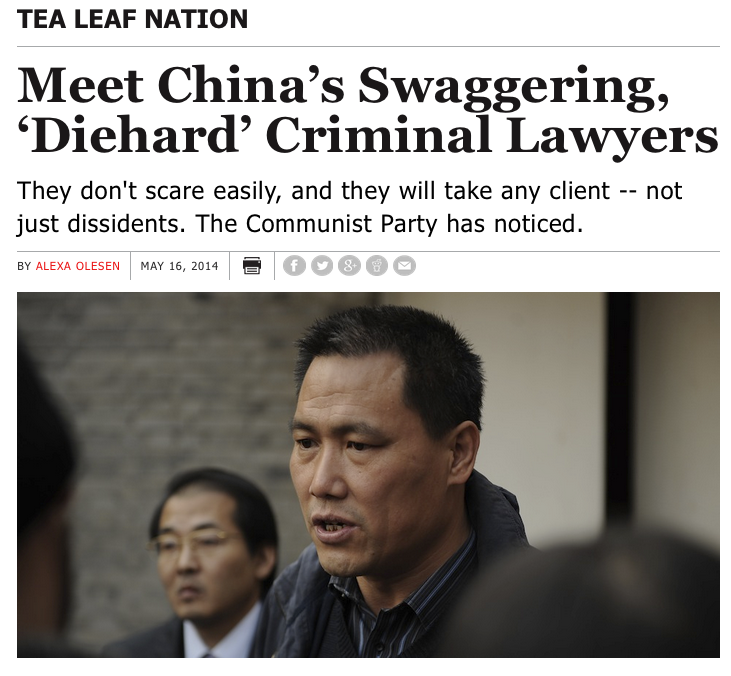 TEA LEAF NATION
Meet China’s Swaggering,
‘Diehard’ Criminal Lawyers
They don't scare easily, and they will take any client -- not
just dissidents. The Communist Party has noticed.
BY ALEXA OLESEN MAY 16, 2014